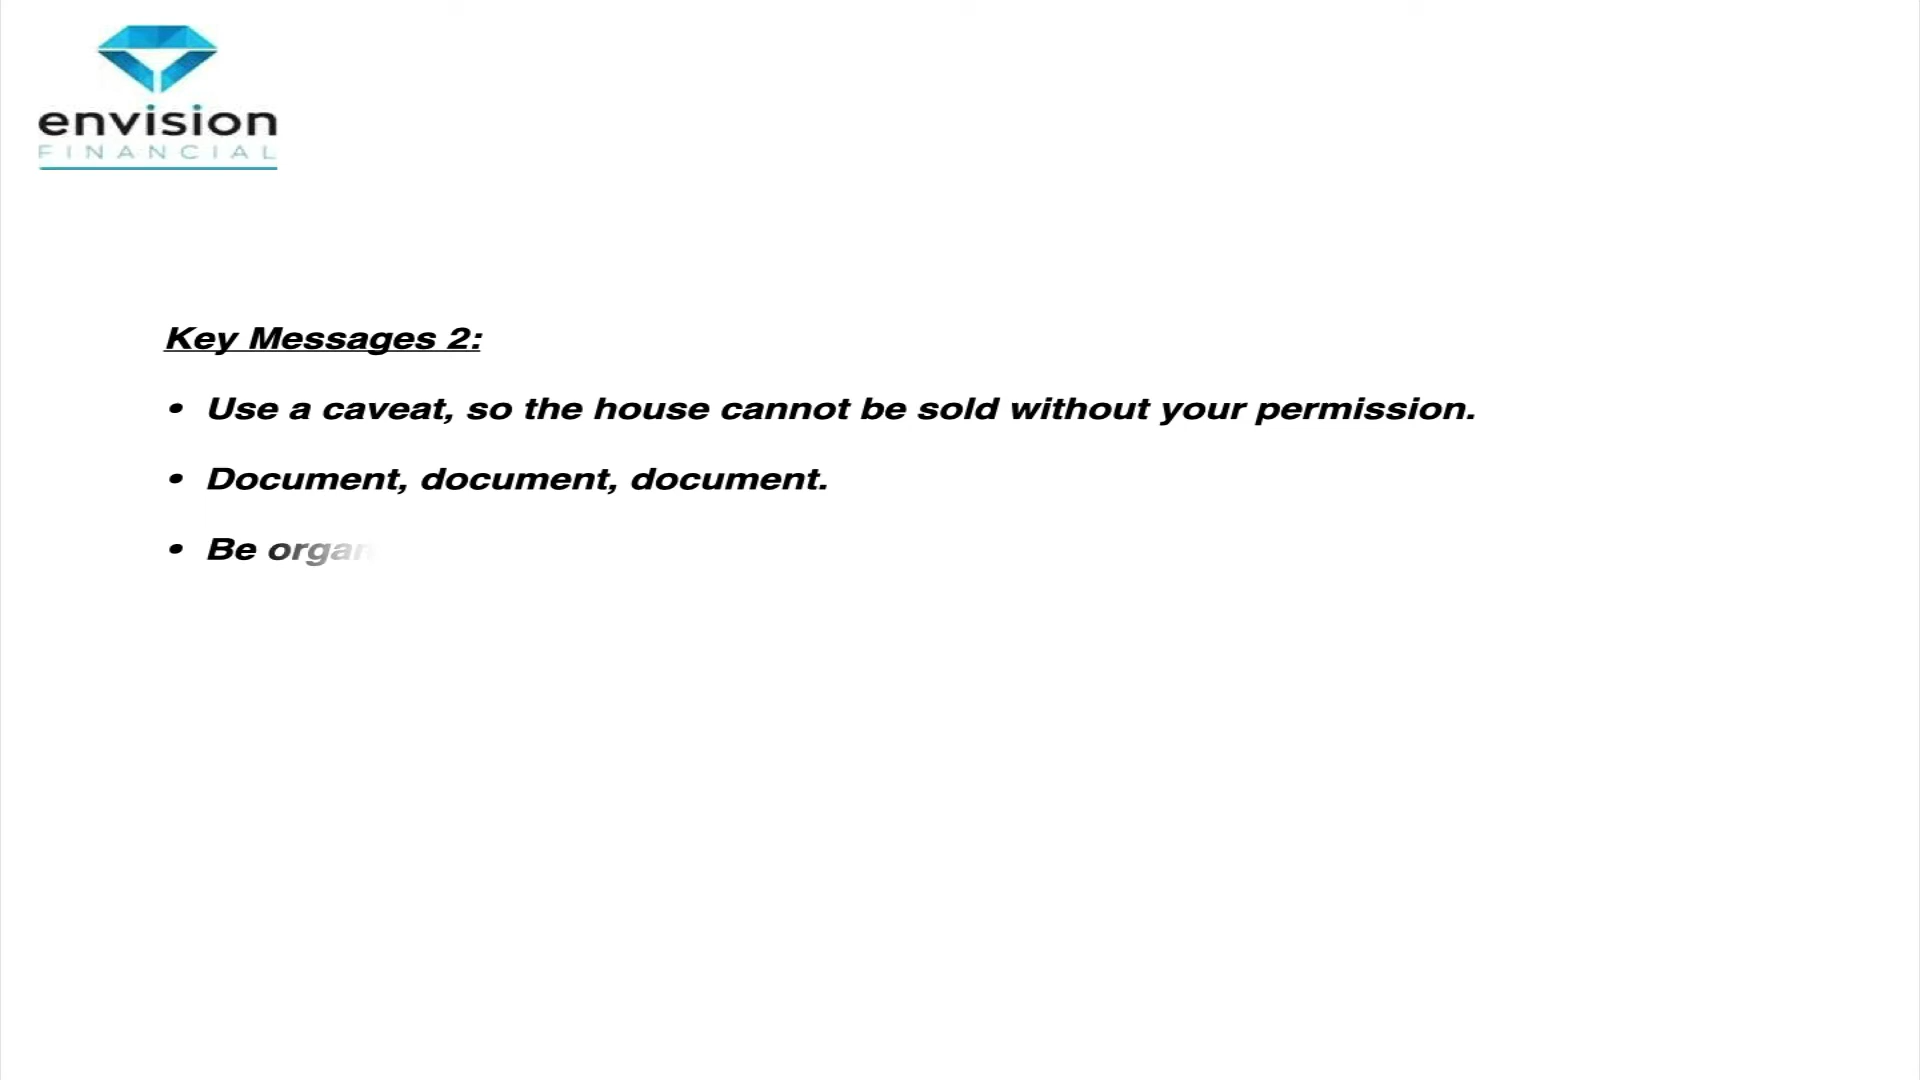 envision
FINANCIAL
Key Messages 2:
• Use a caveat, so the house cannot be sold without your permission.
• Document, document, document.
• Be organ